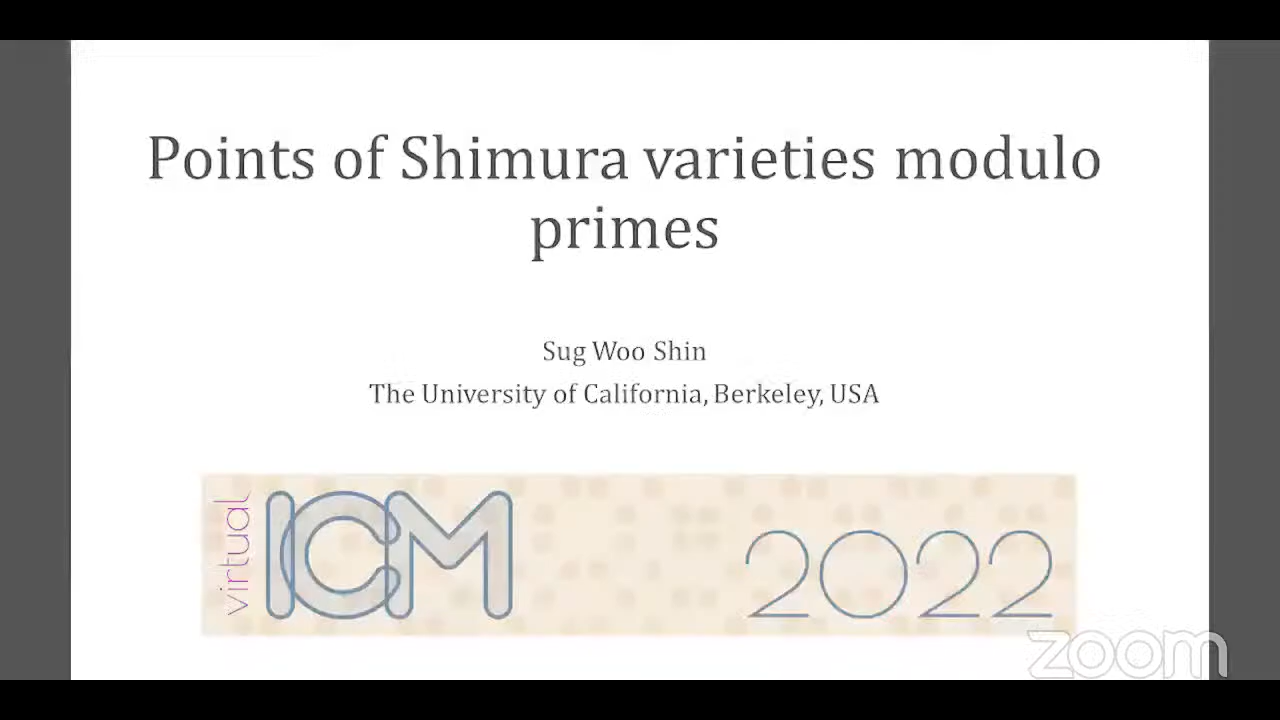 Points of Shimura varieties modulo
primes
Sug Woo Shin
The University of California, Berkeley, USA
virtual ICM 2022
zoom